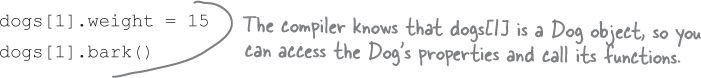 dogs[1].weight = 15
dogs[1].bark()
The compiler knows that dogs[1] is a Dog object, so you
can access the Dog's properties and call its functions.